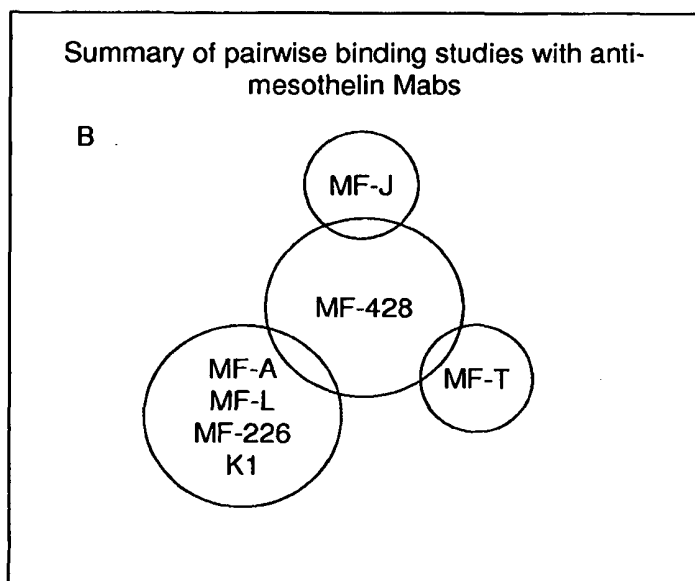 Summary of pairwise binding studies with anti-
mesothelin Mabs
B
MF-J
MF-428
MF-T
MF-A
MF-L
MF-226
K1